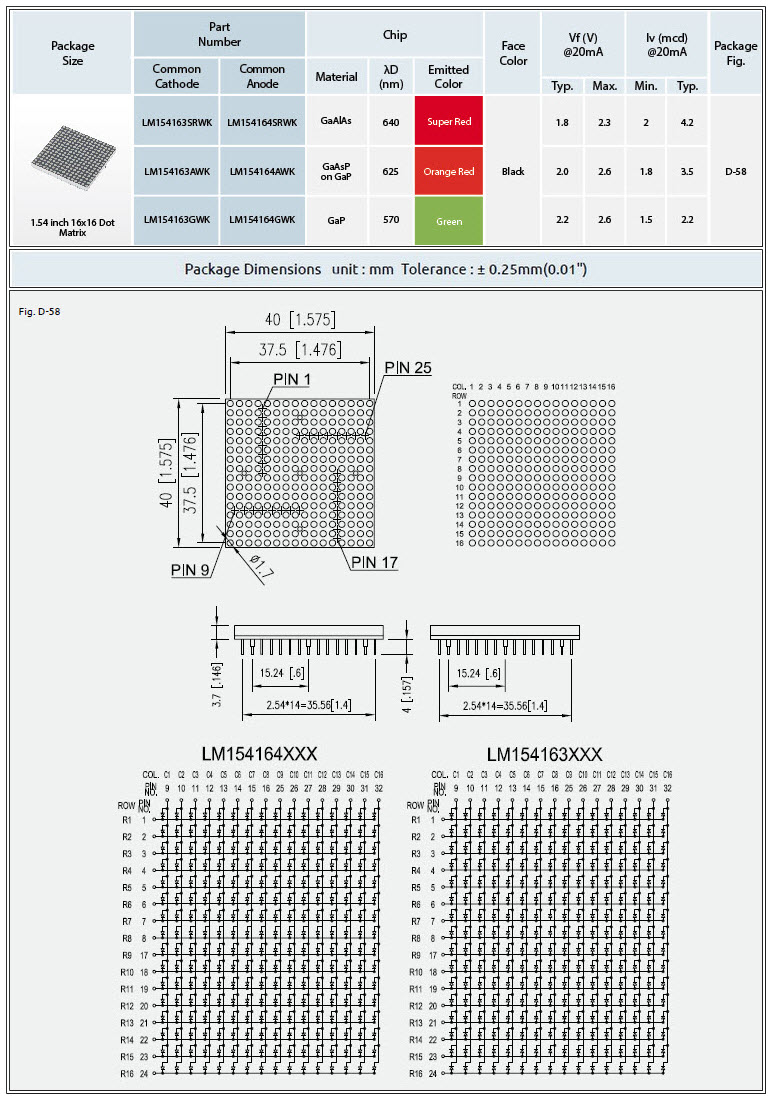 Package Size
Part Number
Common Cathode
Common Anode
Chip
Material
λD (nm)
Emitted Color
Face Color
Vf (V) @20mA
Typ.
Max.
Iv (mcd) @20mA
Min.
Typ.
Package Fig.
1.54 inch 16x16 Dot Matrix
LM154163SRWK LM154164SRWK GaAlAs 640 Super Red 1.8 2.3 2 4.2
LM154163AWK LM154164AWK GaAsP on GaP 625 Orange Red Black 2.0 2.6 1.8 3.5 D-58
LM154163GWK LM154164GWK GaP 570 Green 2.2 2.6 1.5 2.2
Package Dimensions unit : mm Tolerance : ± 0.25mm(0.01")
Fig. D-58
40 [1.575]
37.5 [1.476]
PIN 1
PIN 25
40 [1.575]
37.5 [1.476]
PIN 9
Ø1.7
PIN 17
COL. 1 2 3 4 5 6 7 8 9 10 11 12 13 14 15 16
ROW
1
2
3
4
5
6
7
8
9
10
11
12
13
14
15
16
3.7 [.146]
15.24 [.6]
2.54*14=35.56[1.4]
4 [.157]
15.24 [.6]
2.54*14=35.56[1.4]
LM154164XXX
COL. C1 C2 C3 C4 C5 C6 C7 C8 C9 C10 C11 C12 C13 C14 C15 C16
PIN NO. 9 10 11 12 13 14 15 16 25 26 27 28 29 30 31 32
ROW PIN NO.
R1 1
R2 2
R3 3
R4 4
R5 5
R6 6
R7 7
R8 8
R9 17
R10 18
R11 19
R12 20
R13 21
R14 22
R15 23
R16 24
LM154163XXX
COL. C1 C2 C3 C4 C5 C6 C7 C8 C9 C10 C11 C12 C13 C14 C15 C16
PIN NO. 9 10 11 12 13 14 15 16 25 26 27 28 29 30 31 32
ROW PIN NO.
R1 1
R2 2
R3 3
R4 4
R5 5
R6 6
R7 7
R8 8
R9 17
R10 18
R11 19
R12 20
R13 21
R14 22
R15 23
R16 24